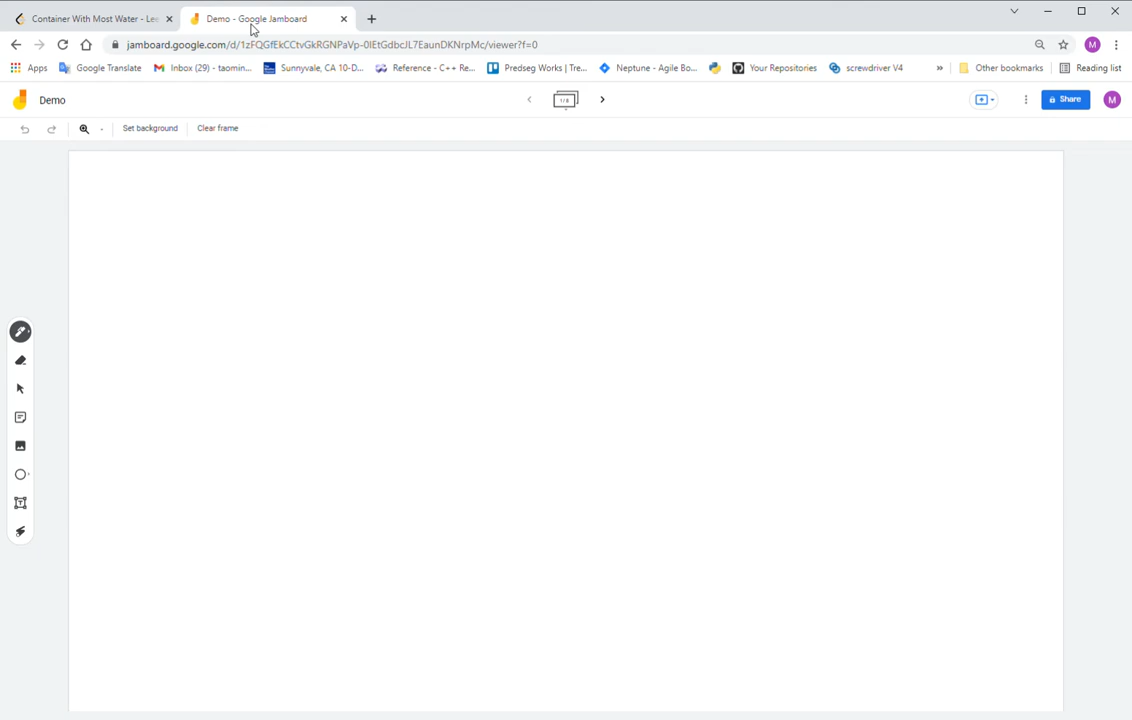 Container With Most Water - Lee
Demo - Google Jamboard
jamboard.google.com/d/1zFQGfEkCCtvGkRGNPaVp-0IEtGdbcJL7EaunDKNrpMc/viewer?f=0
M
Apps
Google Translate
Inbox (29) - taomin...
Sunnyvale, CA 10-D...
Reference - C++ Re...
Predseg Works | Tre...
Neptune - Agile Bo...
Your Repositories
screwdriver V4
»
Other bookmarks
Reading list
Demo
1/8
Share
M
Set background
Clear frame